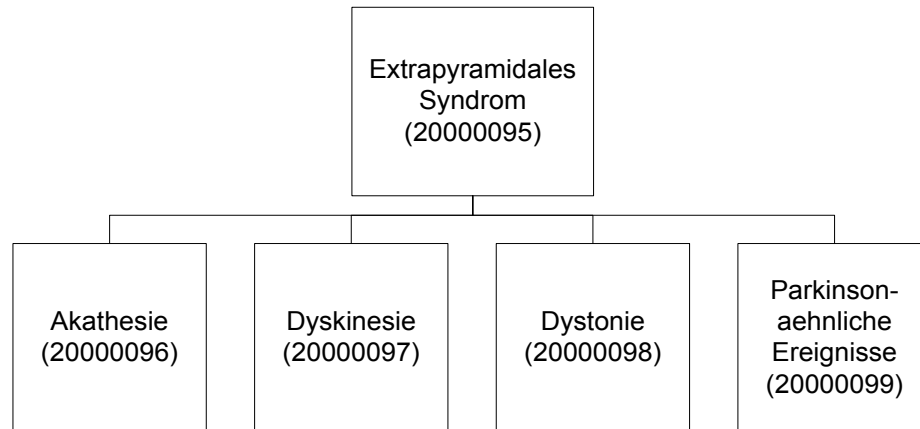 Extrapyramidales
Syndrom
(20000095)
Akathesie
(20000096)
Dyskinesie
(20000097)
Dystonie
(20000098)
Parkinson-
aehnliche
Ereignisse
(20000099)